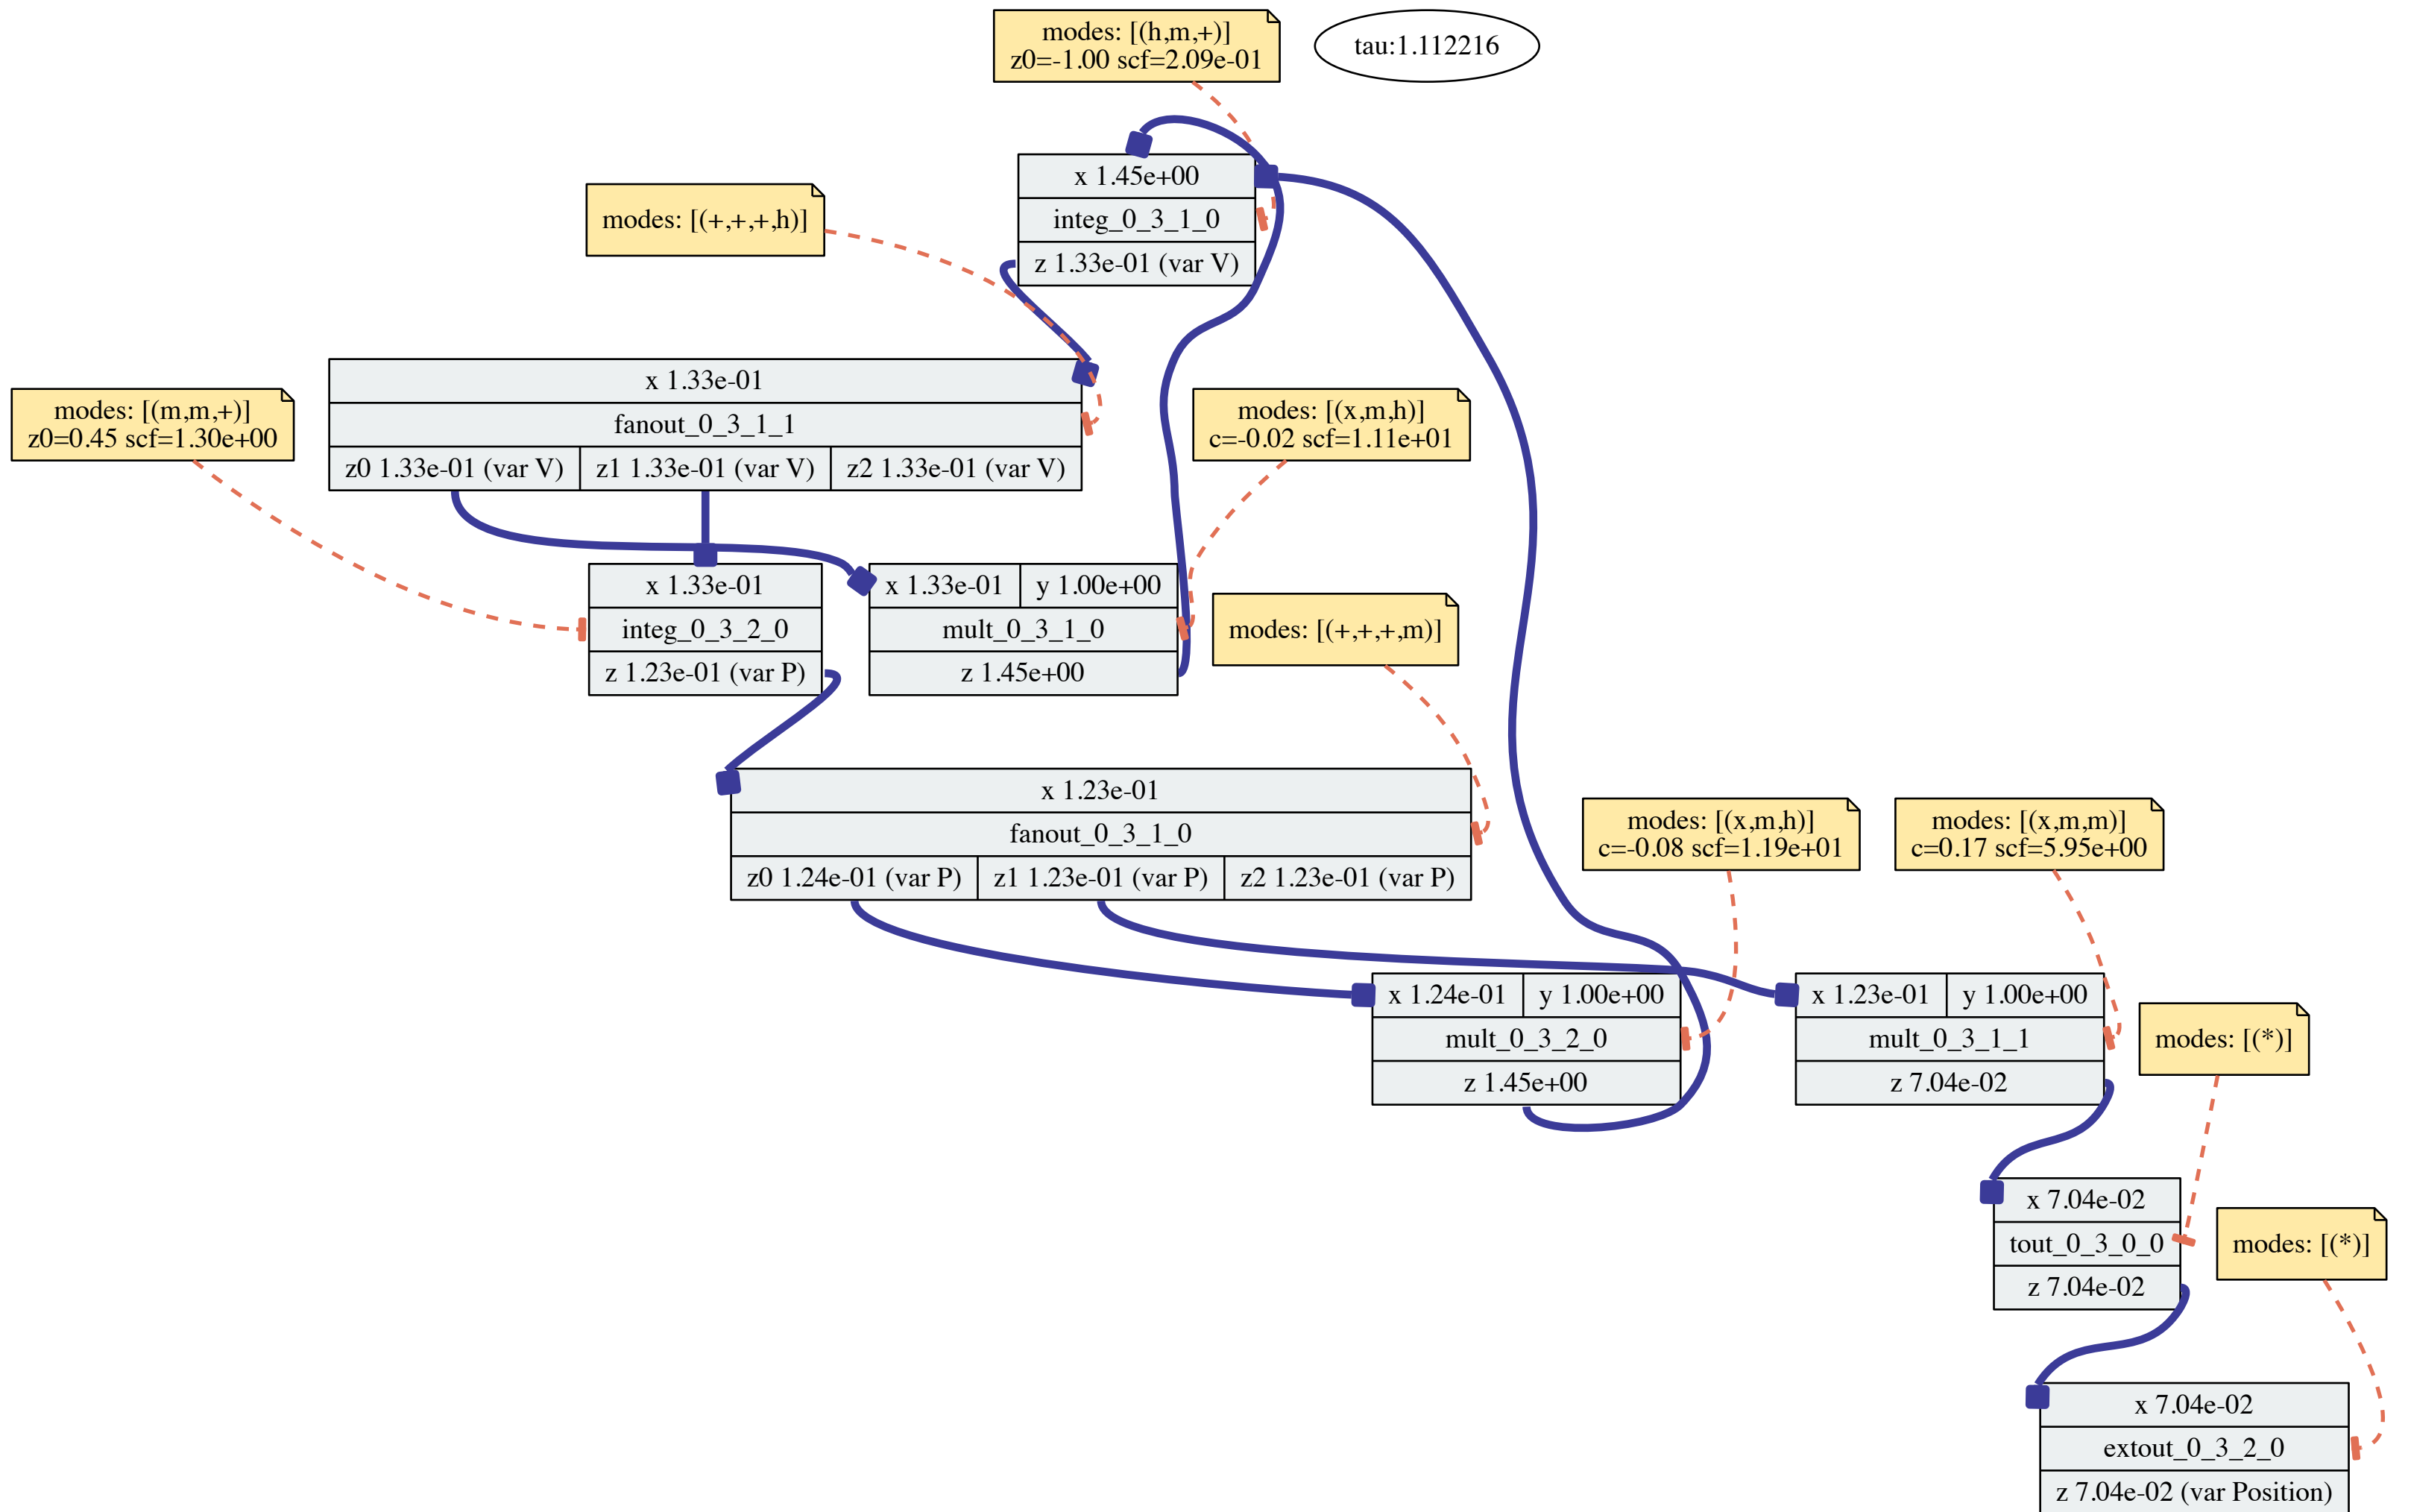 modes: [(h,m,+)]
z0=-1.00 scf=2.09e-01
tau:1.112216
x 1.45e+00
integ_0_3_1_0
z 1.33e-01 (var V)
modes: [(+,+,+,h)]
x 1.33e-01
fanout_0_3_1_1
z0 1.33e-01 (var V)
z1 1.33e-01 (var V)
z2 1.33e-01 (var V)
modes: [(m,m,+)]
z0=0.45 scf=1.30e+00
modes: [(x,m,h)]
c=-0.02 scf=1.11e+01
x 1.33e-01
integ_0_3_2_0
z 1.23e-01 (var P)
x 1.33e-01
y 1.00e+00
mult_0_3_1_0
z 1.45e+00
modes: [(+,+,+,m)]
x 1.23e-01
fanout_0_3_1_0
z0 1.24e-01 (var P)
z1 1.23e-01 (var P)
z2 1.23e-01 (var P)
modes: [(x,m,h)]
c=-0.08 scf=1.19e+01
modes: [(x,m,m)]
c=0.17 scf=5.95e+00
x 1.24e-01
y 1.00e+00
mult_0_3_2_0
z 1.45e+00
x 1.23e-01
y 1.00e+00
mult_0_3_1_1
z 7.04e-02
modes: [(*)]
x 7.04e-02
tout_0_3_0_0
z 7.04e-02
modes: [(*)]
x 7.04e-02
extout_0_3_2_0
z 7.04e-02 (var Position)